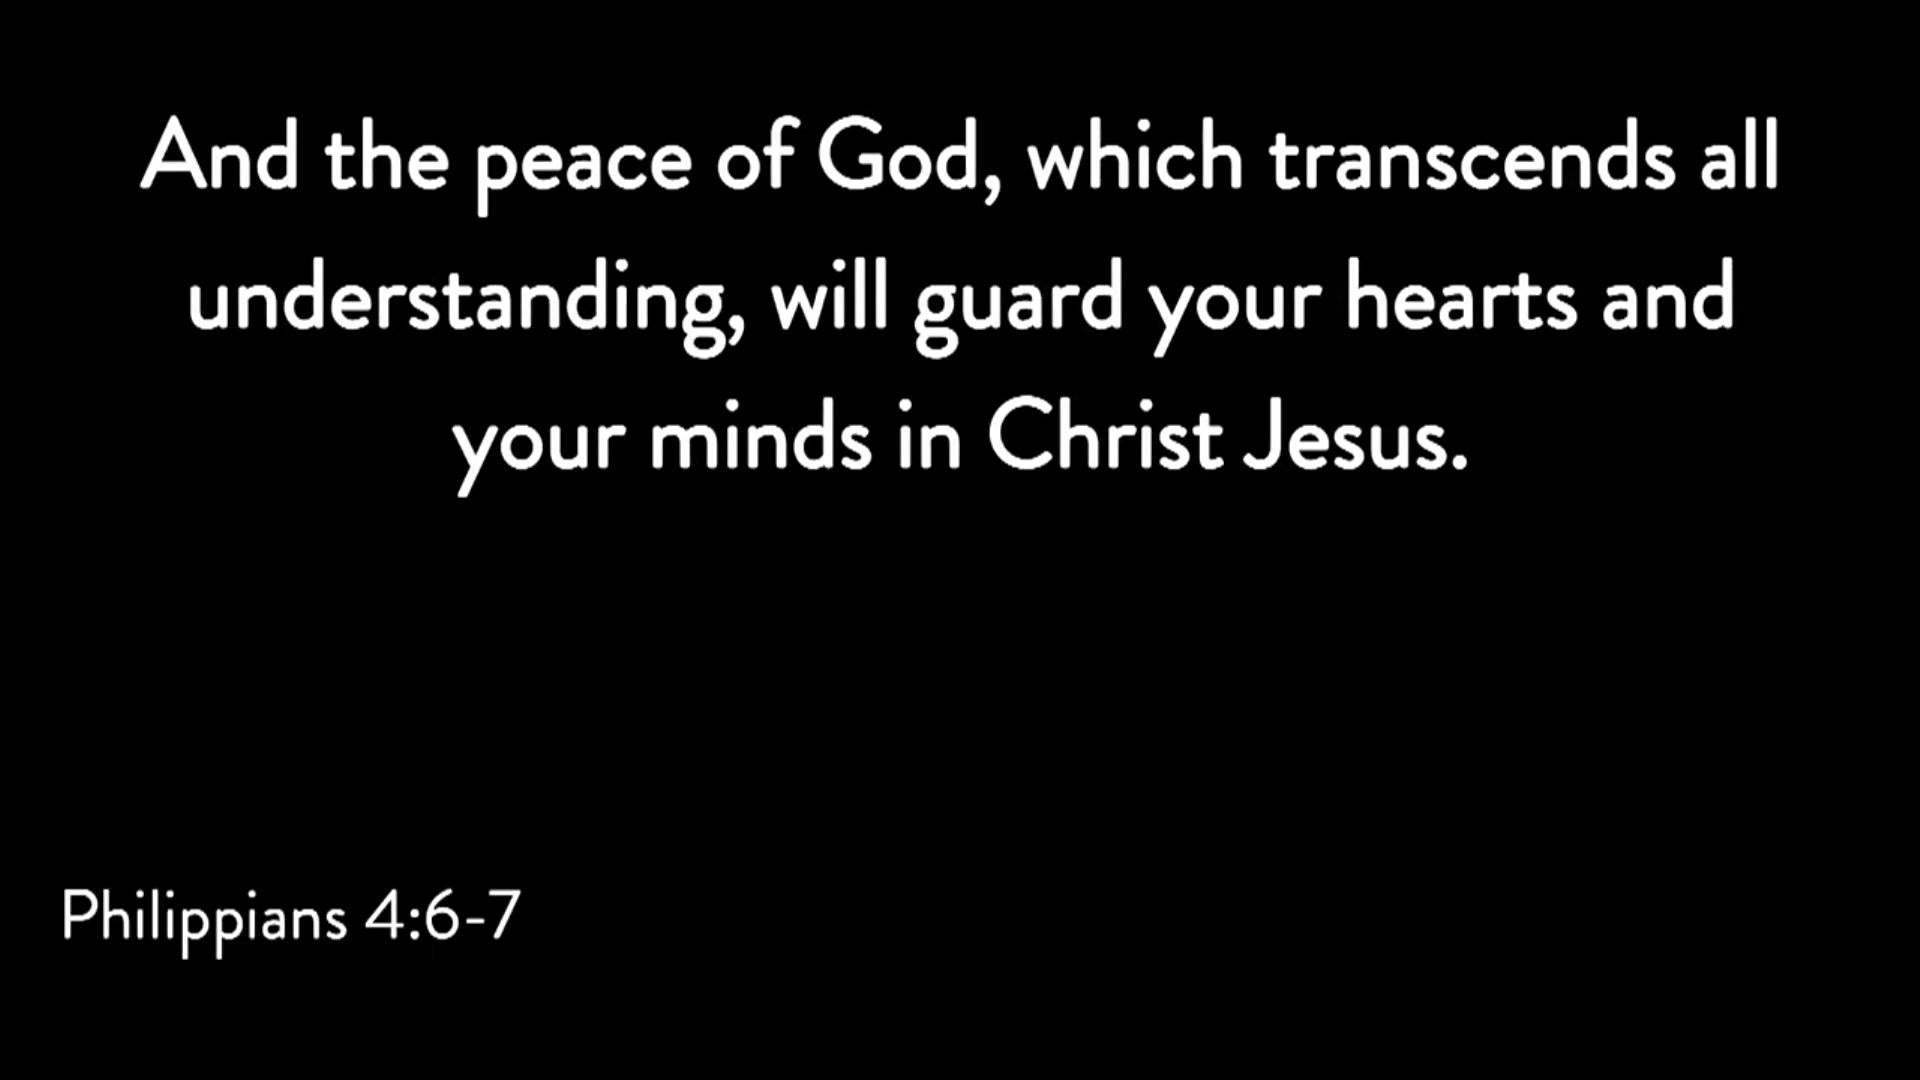 And the peace of God, which transcends all
understanding, will guard your hearts and
your minds in Christ Jesus.
Philippians 4:6-7